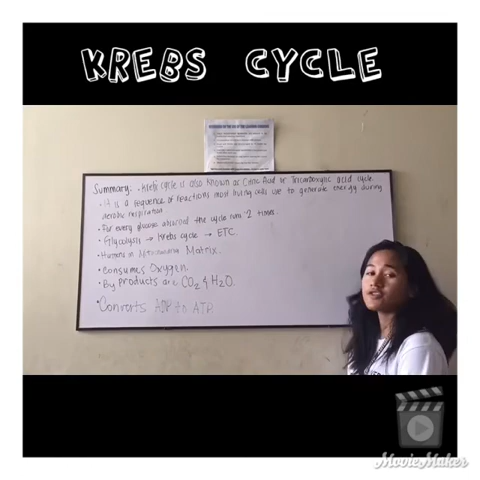 KREBS CYCLE
Summary: • Krebs cycle is also known as Citric Acid or Tricarboxylic acid cycle.
• It is a sequence of reactions most living cells use to generate energy during
aerobic respiration
• For every glucose absorbed the cycle runs 2 times.
• Glycolysis → Krebs cycle → ETC.
• Happens in Mitochondria Matrix.
• Consumes Oxygen.
• By products are CO2 & H2O.
• Converts ADP to ATP
MovieMaker